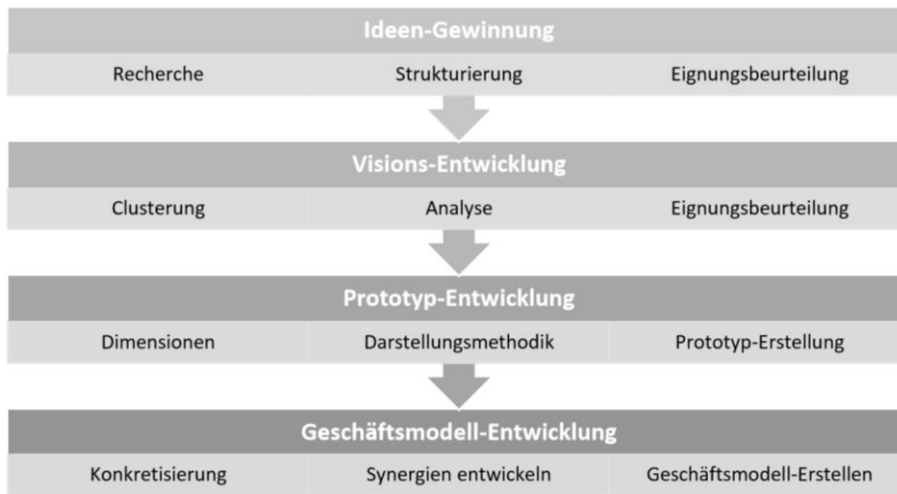 Ideen-Gewinnung
Recherche Strukturierung Eignungsbeurteilung
Visions-Entwicklung
Clusterung Analyse Eignungsbeurteilung
Prototyp-Entwicklung
Dimensionen Darstellungsmethodik Prototyp-Erstellung
Geschäftsmodell-Entwicklung
Konkretisierung Synergien entwickeln Geschäftsmodell-Erstellen